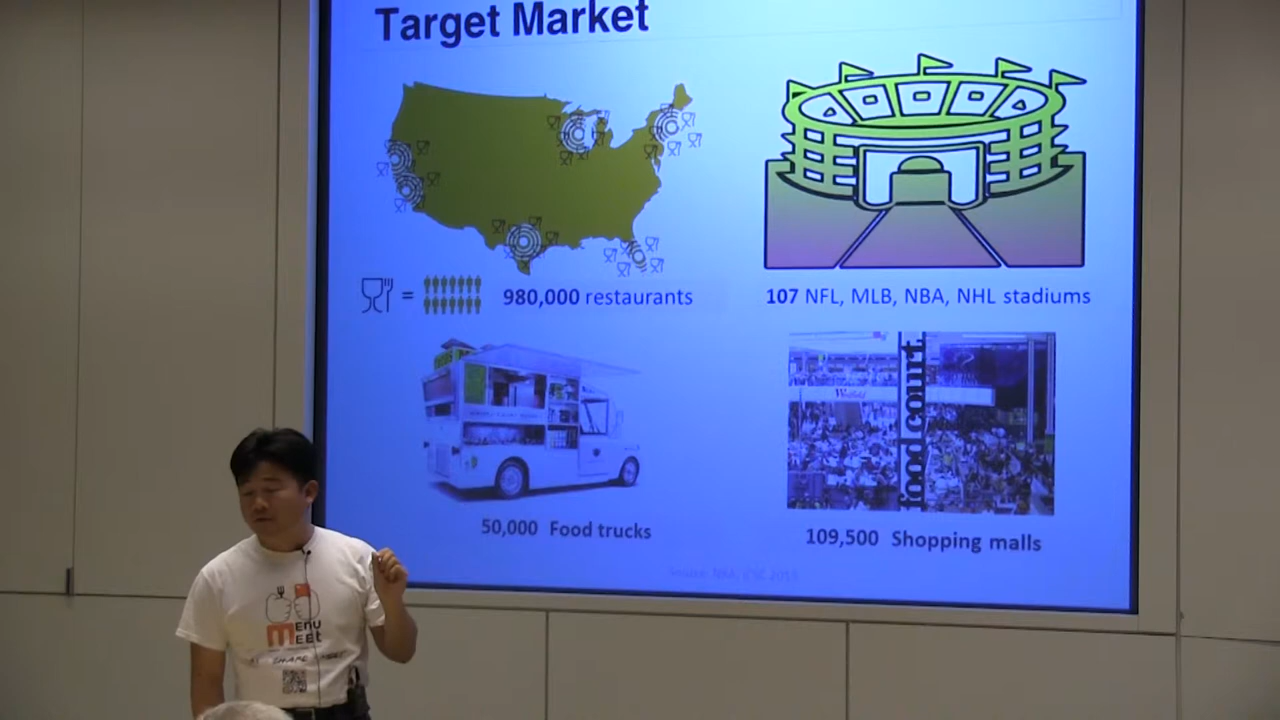 Target Market
= 980,000 restaurants
107 NFL, MLB, NBA, NHL stadiums
Westfield
food court
50,000 Food trucks
109,500 Shopping malls
MEnu
MEEt